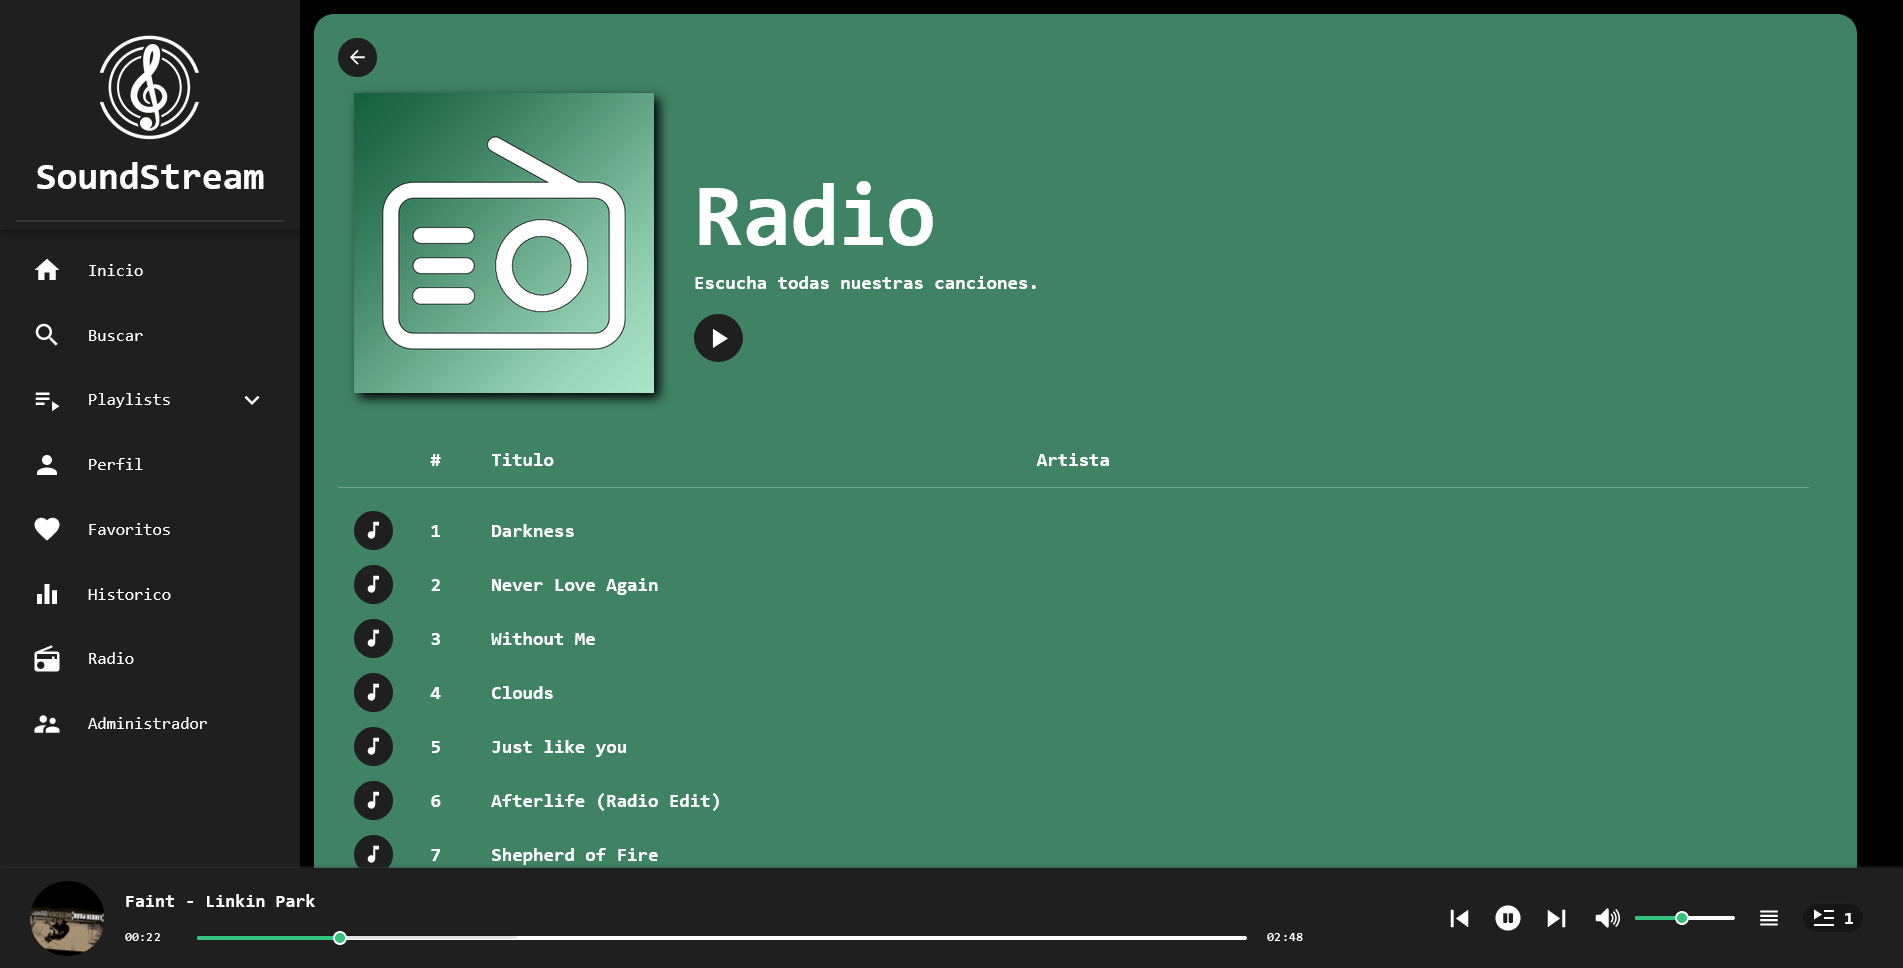 SoundStream
Inicio
Buscar
Playlists
Perfil
Favoritos
Historico
Radio
Administrador
Radio
Escucha todas nuestras canciones.
# Titulo Artista
1 Darkness
2 Never Love Again
3 Without Me
4 Clouds
5 Just like you
6 Afterlife (Radio Edit)
7 Shepherd of Fire
Faint - Linkin Park
00:22 02:48
1